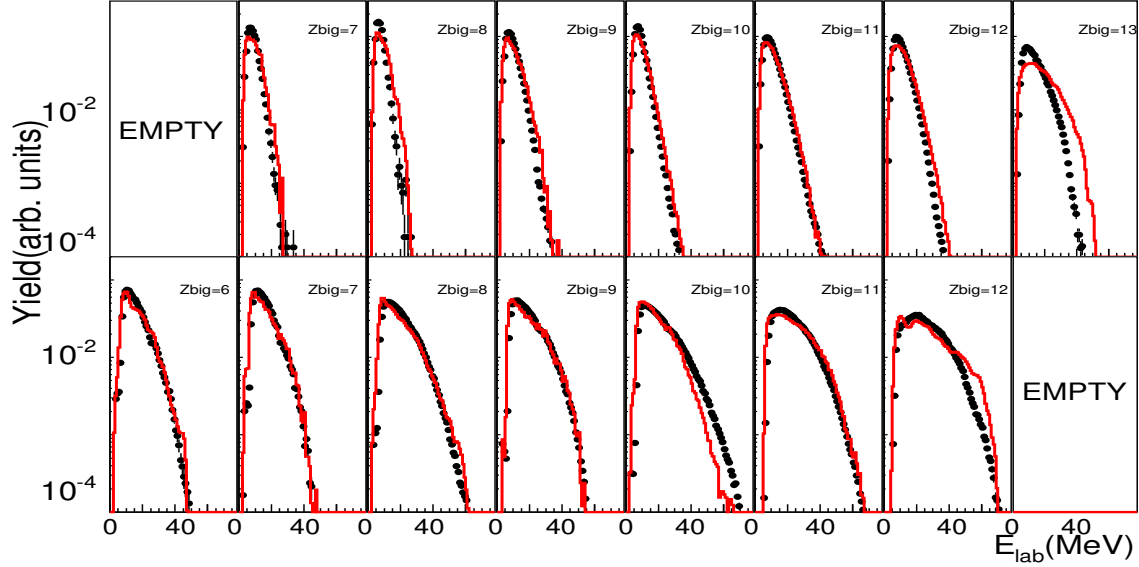 Zbig=7 Zbig=8 Zbig=9 Zbig=10 Zbig=11 Zbig=12 Zbig=13
10^{-2}
EMPTY
10^{-4}
Yield(arb. units)
Zbig=6 Zbig=7 Zbig=8 Zbig=9 Zbig=10 Zbig=11 Zbig=12
10^{-2}
EMPTY
10^{-4}
0 40 0 40 0 40 0 40 0 40 0 40 0 40 0 40
E_{lab}(MeV)